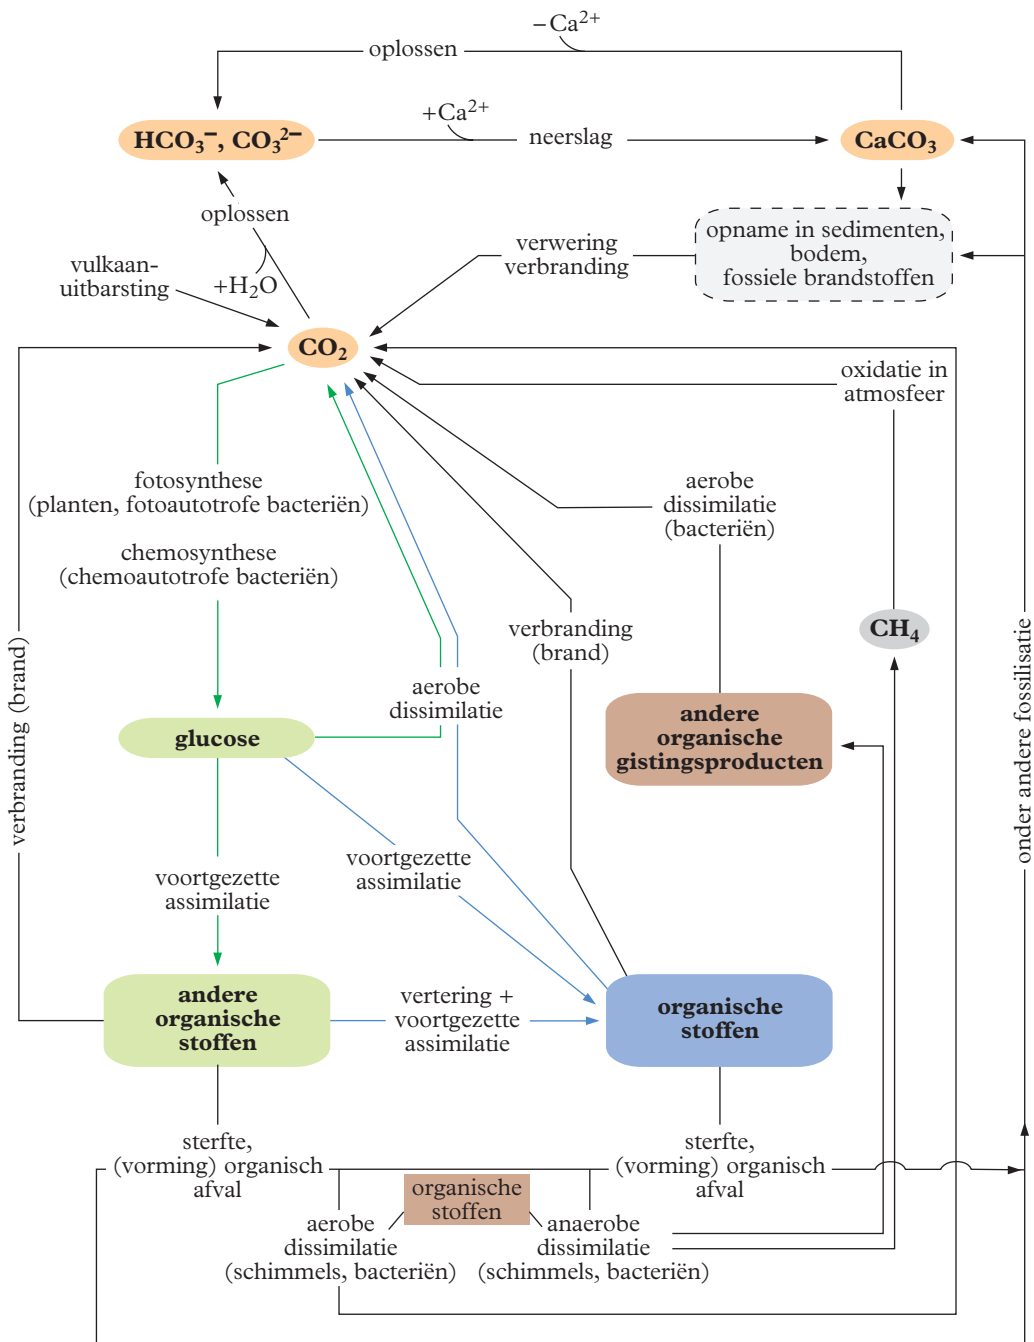 −Ca²⁺
oplossen
+Ca²⁺
HCO₃⁻, CO₃²⁻
neerslag
CaCO₃
oplossen
opname in sedimenten,
bodem,
fossiele brandstoffen
verwering
verbranding
vulkaan-
uitbarsting
+H₂O
CO₂
oxidatie in
atmosfeer
fotosynthese
(planten, fotoautotrofe bacteriën)
aerobe
dissimilatie
(bacteriën)
chemosynthese
(chemoautotrofe bacteriën)
verbranding
(brand)
CH₄
verbranding (brand)
onder andere fossilisatie
aerobe
dissimilatie
glucose
andere
organische
gistingsproducten
voortgezette
assimilatie
voortgezette
assimilatie
andere
organische
stoffen
vertering +
voortgezette
assimilatie
organische
stoffen
sterfte,
(vorming) organisch
afval
sterfte,
(vorming) organisch
afval
organische
stoffen
aerobe
dissimilatie
(schimmels, bacteriën)
anaerobe
dissimilatie
(schimmels, bacteriën)